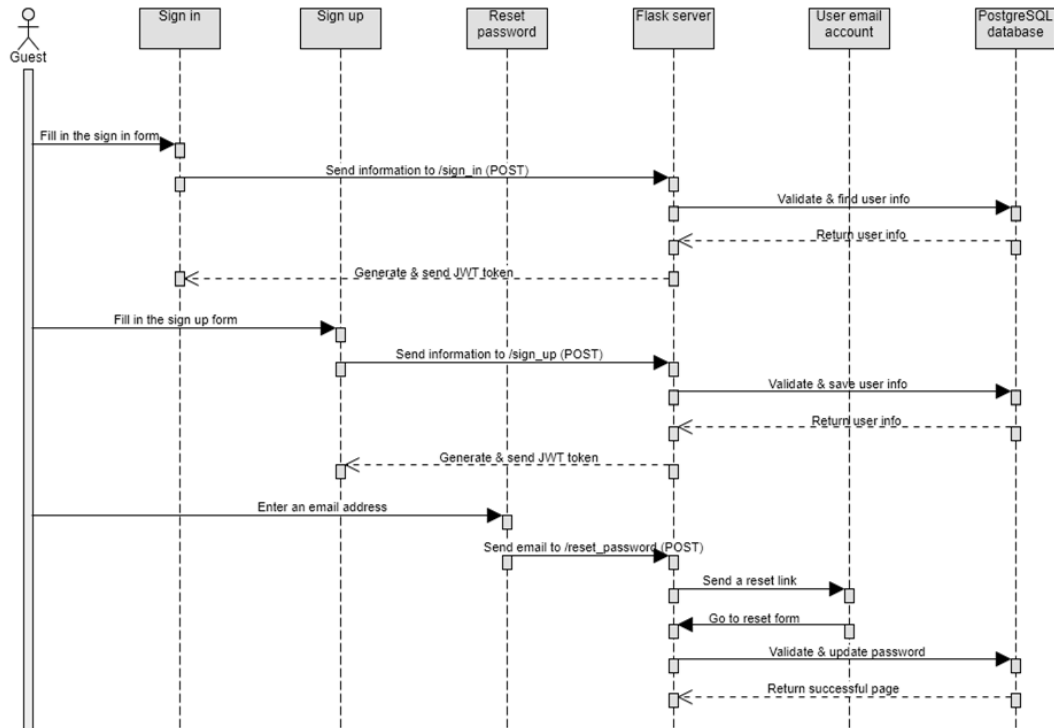 Sign in
Sign up
Reset
password
Flask server
User email
account
PostgreSQL
database
Guest
Fill in the sign in form
Send information to /sign_in (POST)
Validate & find user info
Return user info
Generate & send JWT token
Fill in the sign up form
Send information to /sign_up (POST)
Validate & save user info
Return user info
Generate & send JWT token
Enter an email address
Send email to /reset_password (POST)
Send a reset link
Go to reset form
Validate & update password
Return successful page